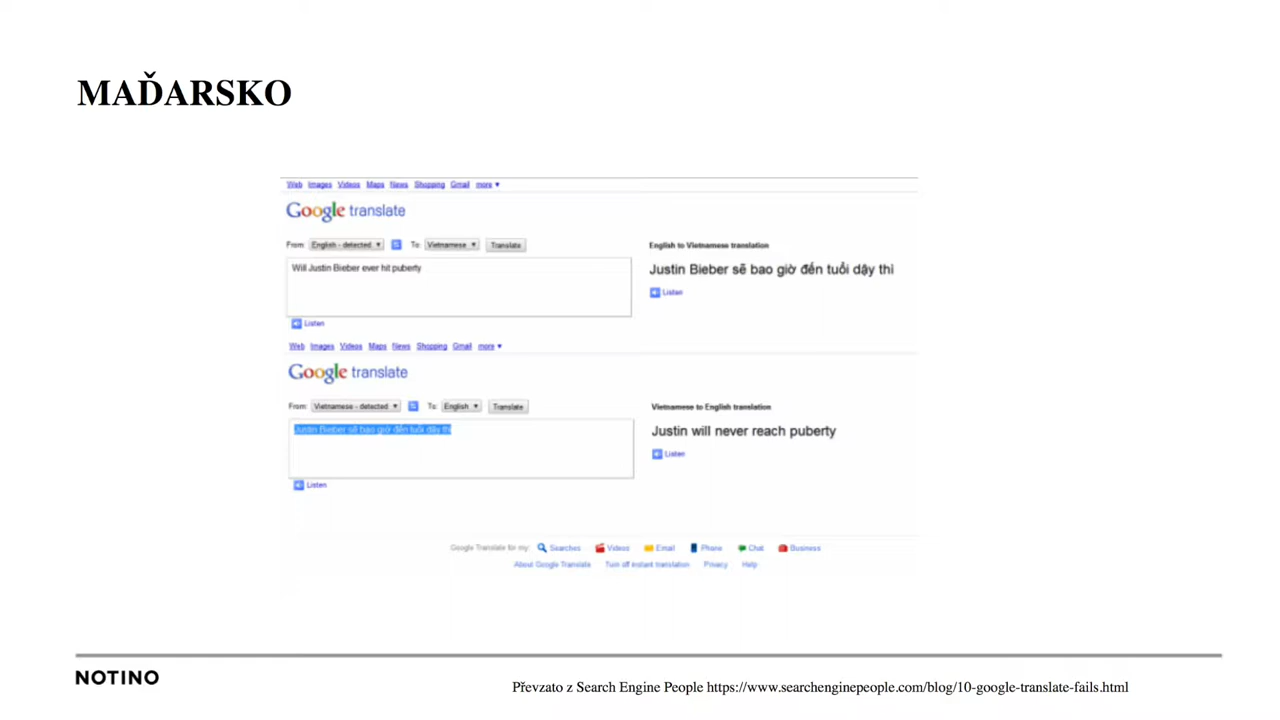 MAĎARSKO
Web Images Videos Maps News Shopping Gmail more ▼
Google translate
From: English - detected ▼ To: Vietnamese ▼ Translate
English to Vietnamese translation
Will Justin Bieber ever hit puberty
Justin Bieber sẽ bao giờ đến tuổi dậy thì
Listen
Listen
Web Images Videos Maps News Shopping Gmail more ▼
Google translate
From: Vietnamese - detected ▼ To: English ▼ Translate
Vietnamese to English translation
Justin Bieber sẽ bao giờ đến tuổi dậy thì
Justin will never reach puberty
Listen
Listen
Google Translate for my: Searches Videos Email Phone Chat Business
About Google Translate Turn off instant translation Privacy Help
NOTINO
Převzato z Search Engine People https://www.searchenginepeople.com/blog/10-google-translate-fails.html